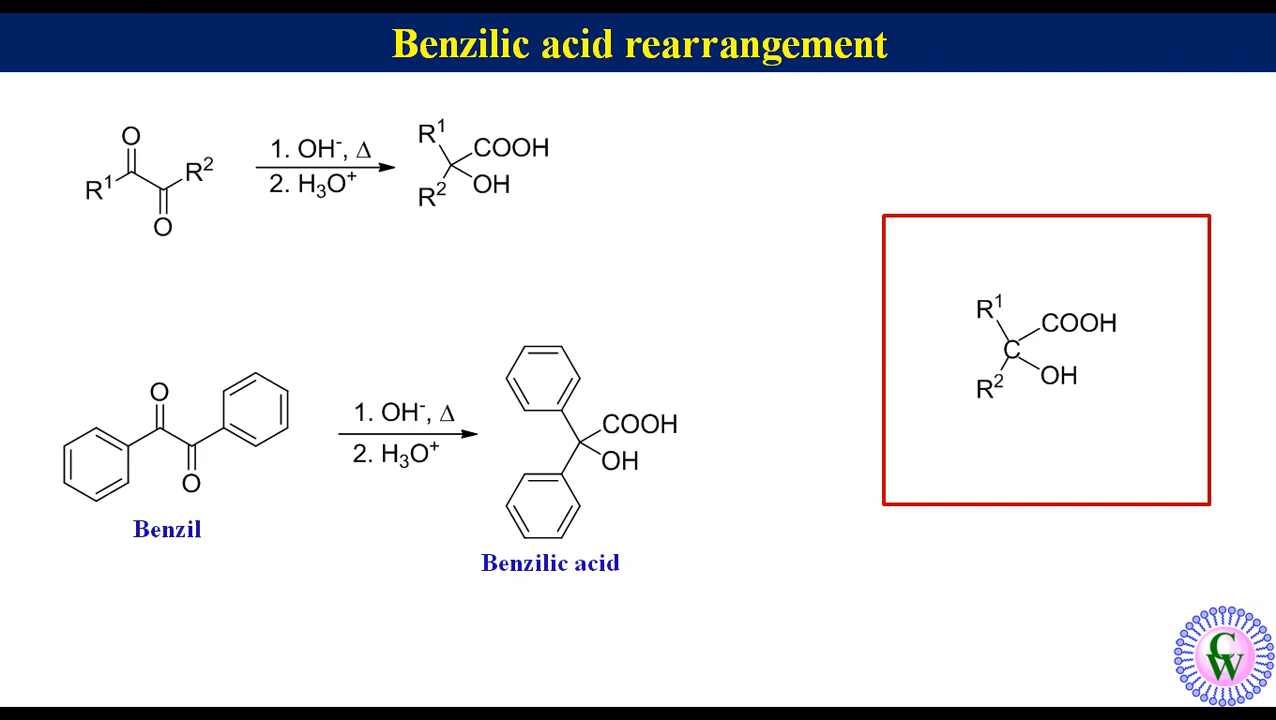 Benzilic acid rearrangement
O
R¹
R²
O
1. OH⁻, Δ
2. H₃O⁺
R¹
COOH
OH
R²
R¹
COOH
C
OH
R²
O
O
Benzil
1. OH⁻, Δ
2. H₃O⁺
COOH
OH
Benzilic acid
CW